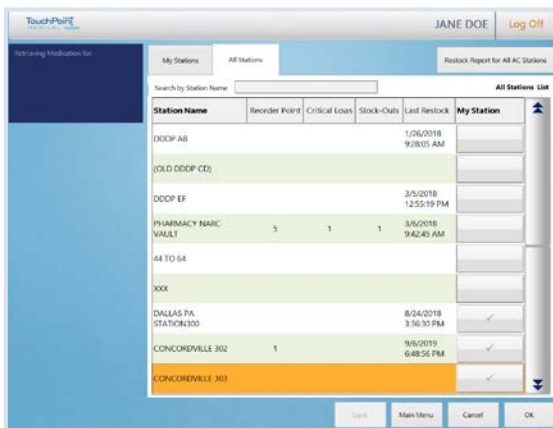 TouchPoint
MEDICAL
JANE DOE
Log Off
Retrieving Medication for:
My Stations
All Stations
Restock Report for All AC Stations
Search by Station Name
All Stations List
Station Name Reorder Point Critical Lows Stock-Outs Last Restock My Station
DDDP AB 1/26/2018
9:28:05 AM
(OLD DDDP CD)
DDDP EF 3/5/2018
12:55:19 PM
PHARMACY NARC
VAULT 5 1 1 3/6/2018
9:42:45 AM
44 TO 64
XXX
DALLAS PA
STATION300 8/24/2018
3:36:30 PM
CONCORDVILLE 302 1 9/6/2019
6:48:56 PM
CONCORDVILLE 303
Save
Main Menu
Cancel
OK